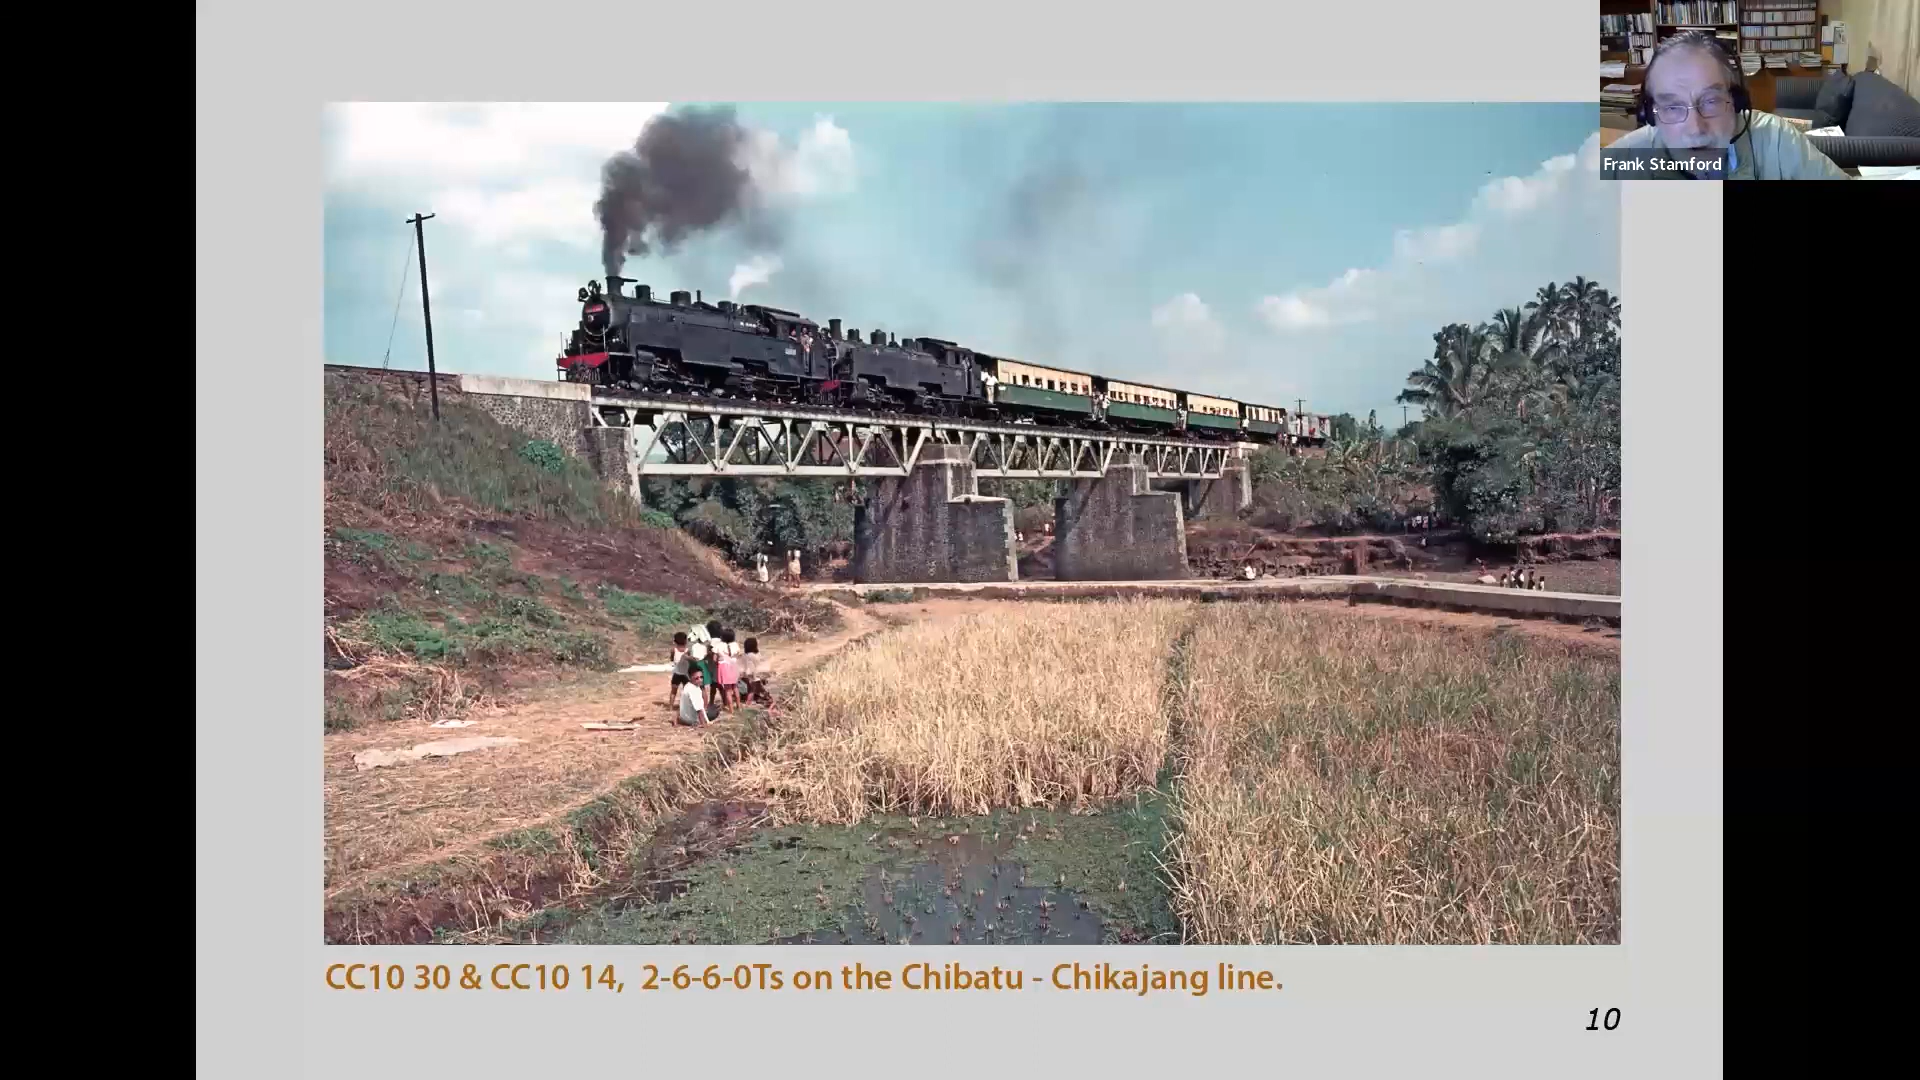 Frank Stamford
CC10 30 & CC10 14, 2-6-6-0Ts on the Chibatu - Chikajang line.
10